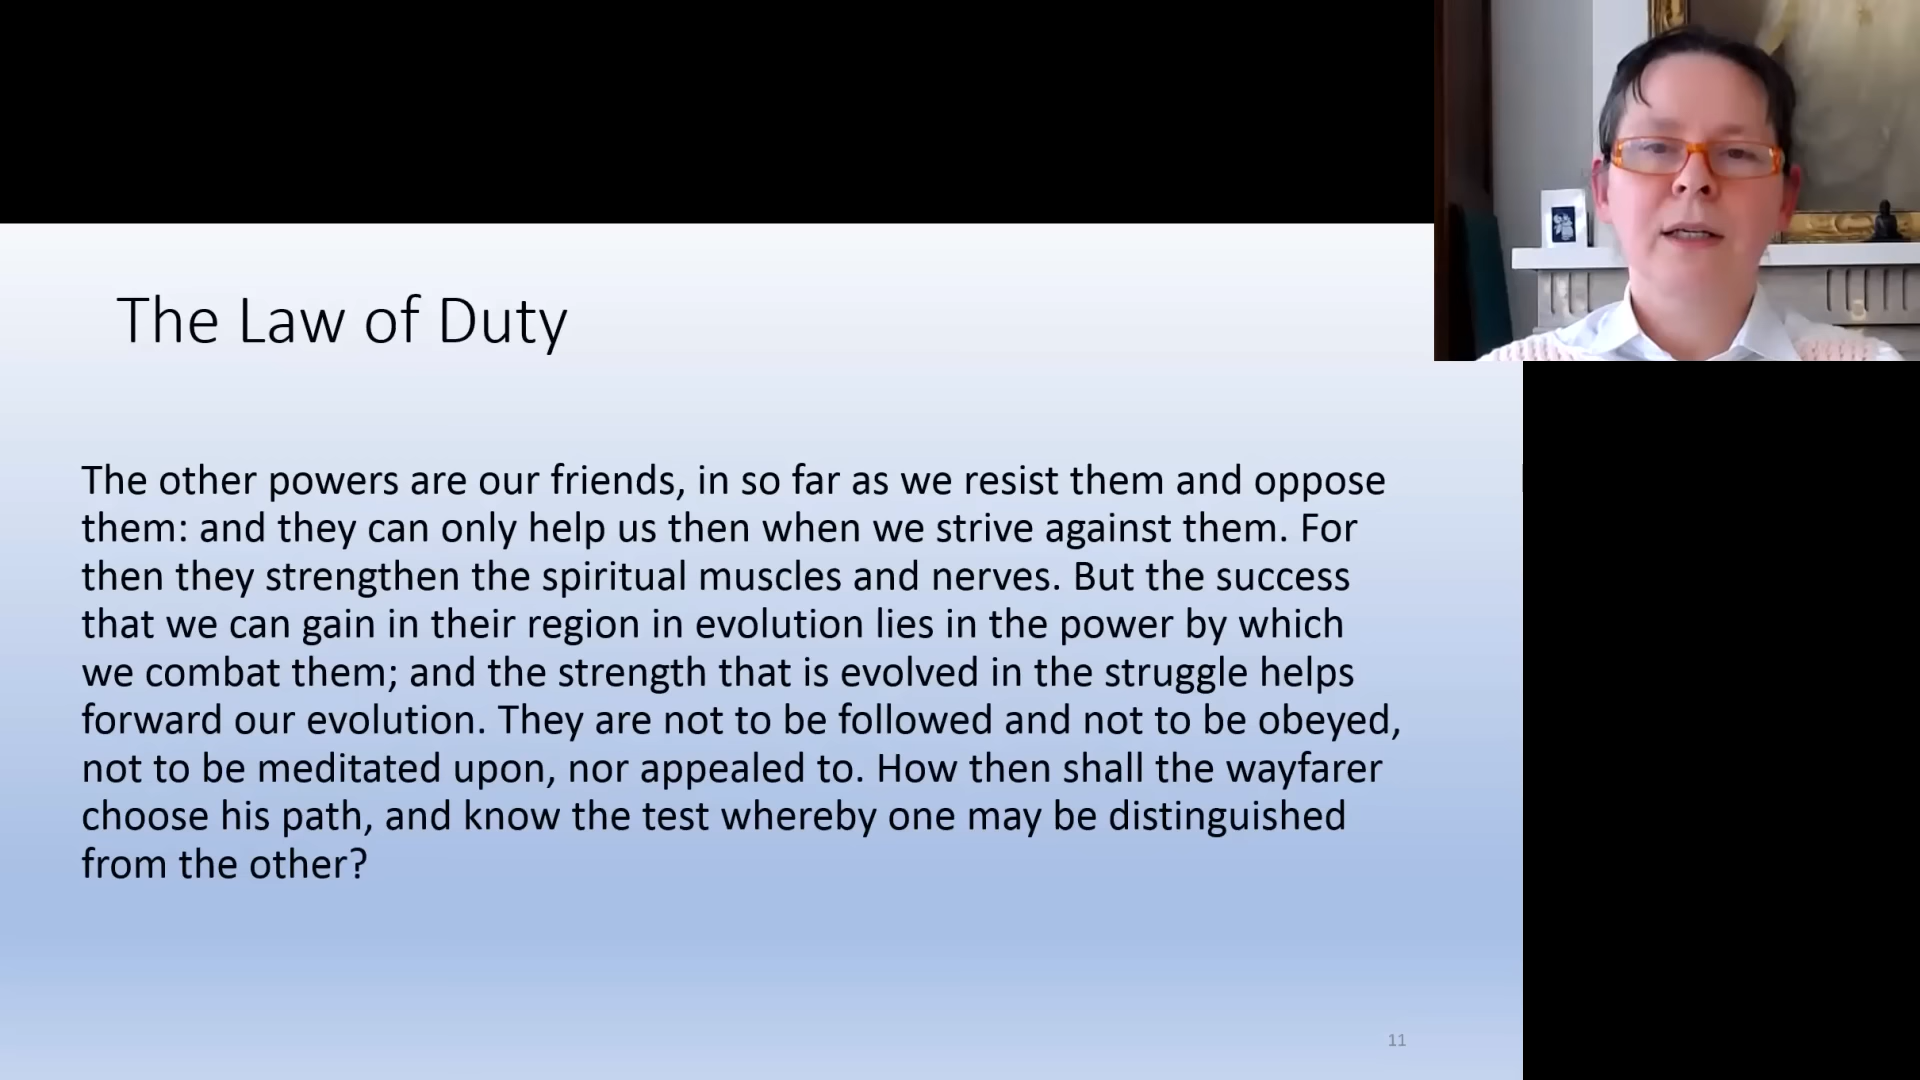 The Law of Duty
The other powers are our friends, in so far as we resist them and oppose
them: and they can only help us then when we strive against them. For
then they strengthen the spiritual muscles and nerves. But the success
that we can gain in their region in evolution lies in the power by which
we combat them; and the strength that is evolved in the struggle helps
forward our evolution. They are not to be followed and not to be obeyed,
not to be meditated upon, nor appealed to. How then shall the wayfarer
choose his path, and know the test whereby one may be distinguished
from the other?
11